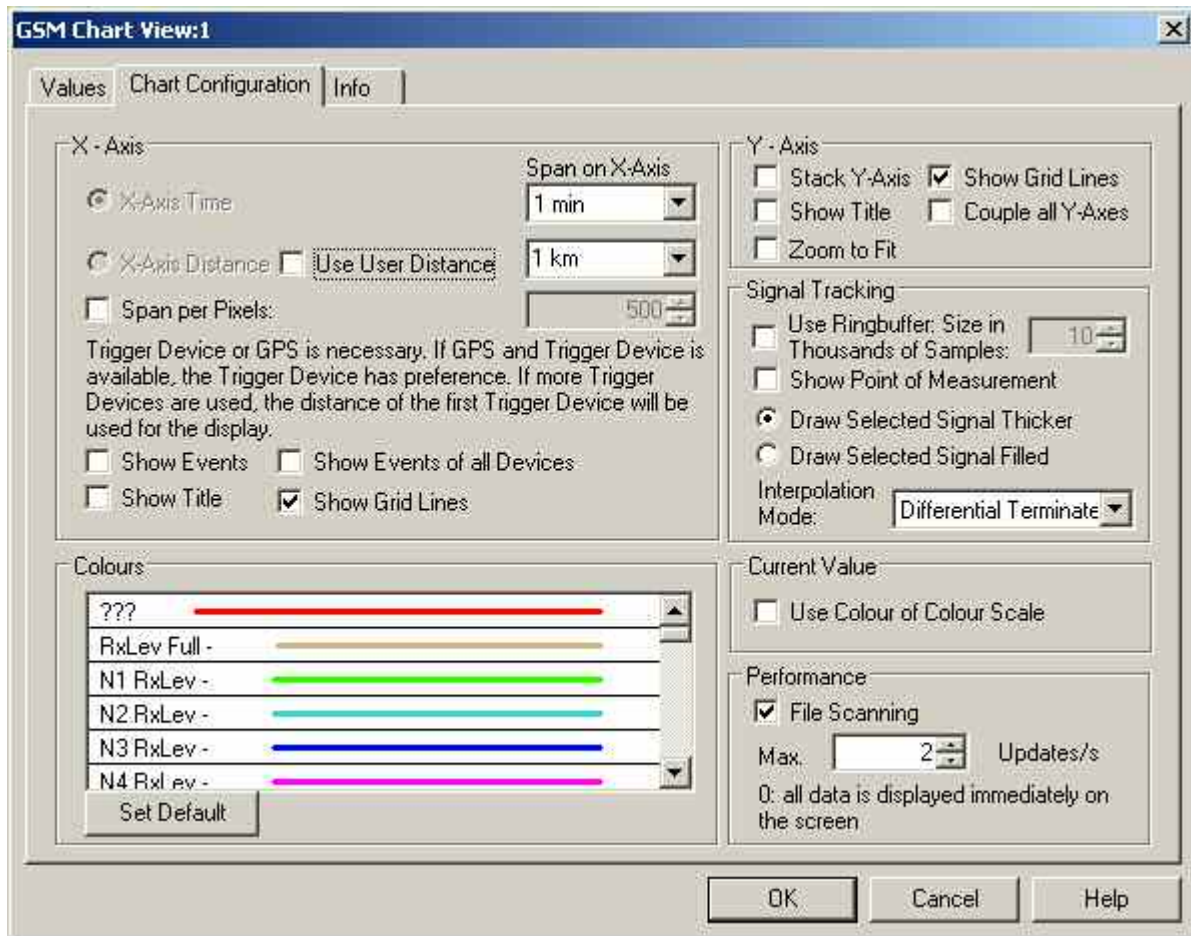 GSM Chart View:1
Values Chart Configuration Info
X - Axis
Span on X-Axis
X-Axis Time
1 min
X-Axis Distance
Use User Distance
1 km
Span per Pixels:
500
Trigger Device or GPS is necessary. If GPS and Trigger Device is
available, the Trigger Device has preference. If more Trigger
Devices are used, the distance of the first Trigger Device will be
used for the display.
Show Events
Show Events of all Devices
Show Title
Show Grid Lines
Y - Axis
Stack Y-Axis
Show Grid Lines
Show Title
Couple all Y-Axes
Zoom to Fit
Signal Tracking
Use Ringbuffer: Size in
Thousands of Samples:
10
Show Point of Measurement
Draw Selected Signal Thicker
Draw Selected Signal Filled
Interpolation
Mode:
Differential Terminate
Colours
???
RxLev Full -
N1 RxLev -
N2 RxLev -
N3 RxLev -
N4 RxLev -
Set Default
Current Value
Use Colour of Colour Scale
Performance
File Scanning
Max. 2 Updates/s
0: all data is displayed immediately on
the screen
OK
Cancel
Help